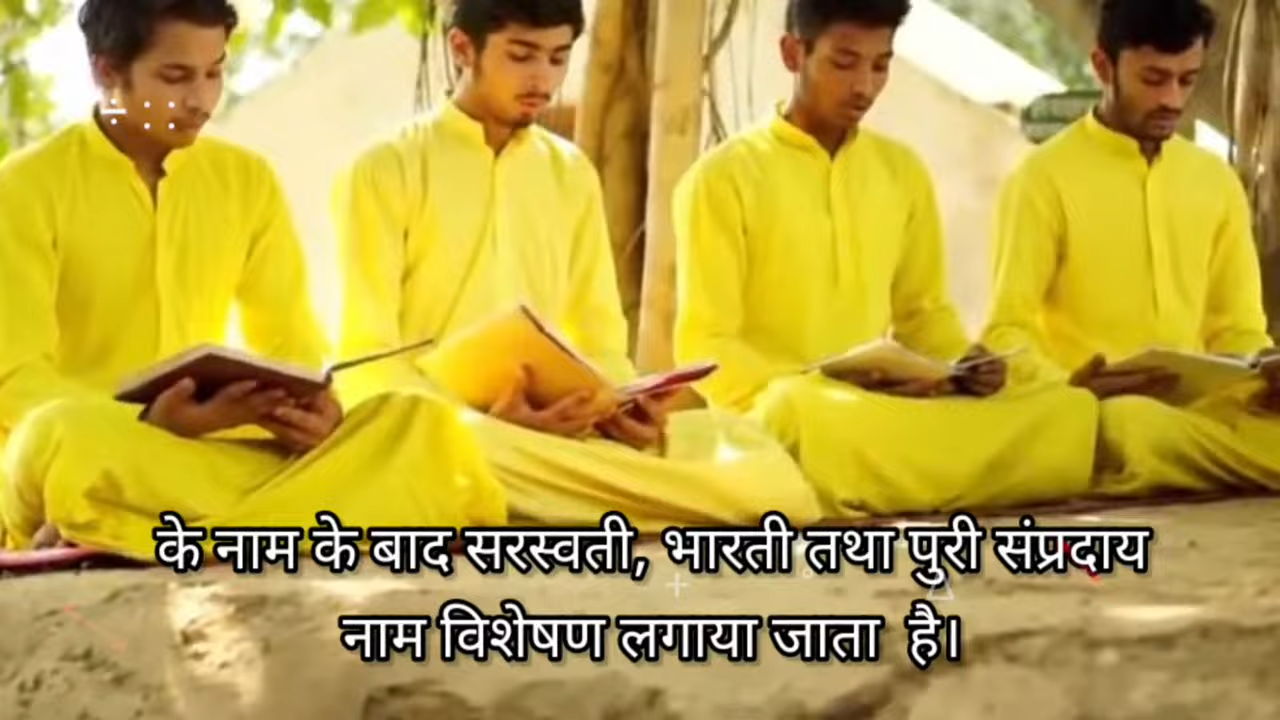 के नाम के बाद सरस्वती, भारती तथा पुरी संप्रदाय
नाम विशेषण लगाया जाता है।